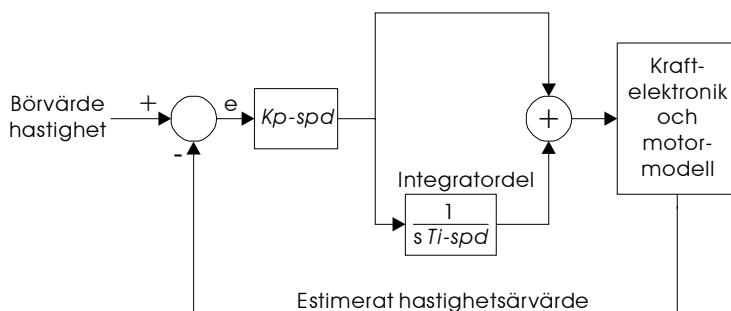 Börvärde
hastighet
+
-
e
Kp-spd
Integratordel
1
s Ti-spd
+
Kraft-
elektronik
och
motor-
modell
Estimerat hastighetsärvärde